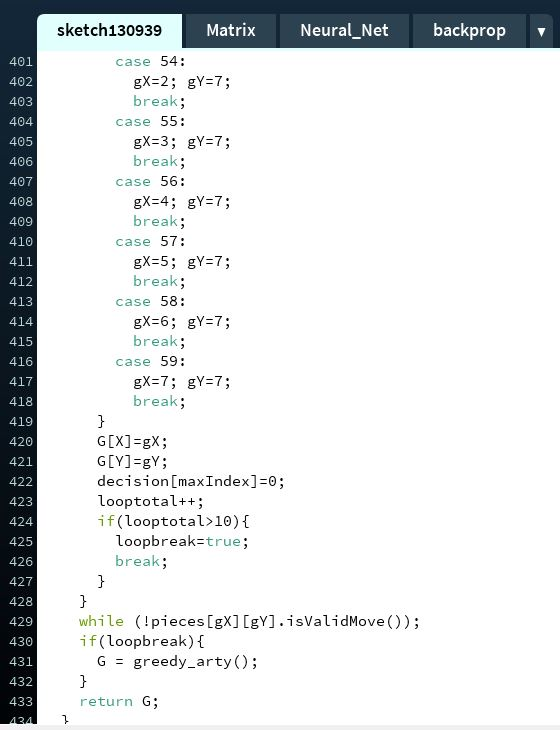 sketch130939 Matrix Neural_Net backprop ▼
401 case 54:
402 gX=2; gY=7;
403 break;
404 case 55:
405 gX=3; gY=7;
406 break;
407 case 56:
408 gX=4; gY=7;
409 break;
410 case 57:
411 gX=5; gY=7;
412 break;
413 case 58:
414 gX=6; gY=7;
415 break;
416 case 59:
417 gX=7; gY=7;
418 break;
419 }
420 G[X]=gX;
421 G[Y]=gY;
422 decision[maxIndex]=0;
423 looptotal++;
424 if(looptotal>10){
425 loopbreak=true;
426 break;
427 }
428 }
429 while (!pieces[gX][gY].isValidMove());
430 if(loopbreak){
431 G = greedy_arty();
432 }
433 return G;
434 }